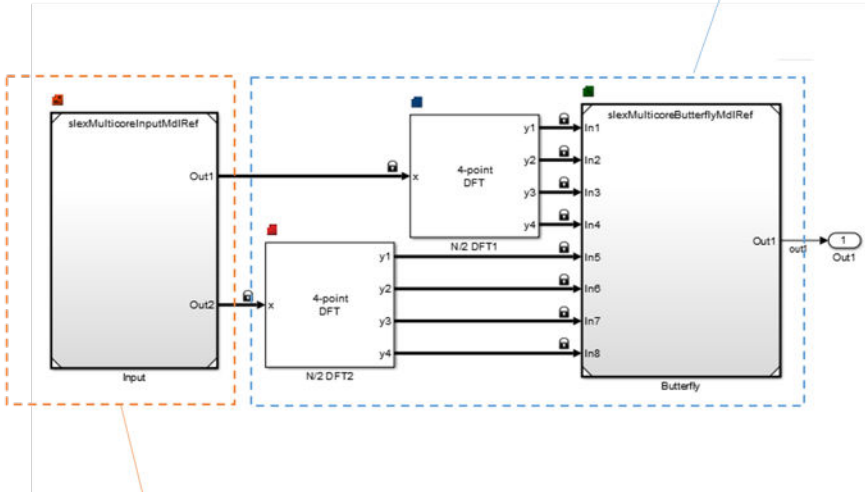 slexMulticoreInputMdlRef
Out1
Out2
Input
x
4-point
DFT
y1
y2
y3
y4
N/2 DFT1
x
4-point
DFT
y1
y2
y3
y4
N/2 DFT2
slexMulticoreButterflyMdlRef
In1
In2
In3
In4
In5
In6
In7
In8
Out1
Butterfly
out1
1
Out1